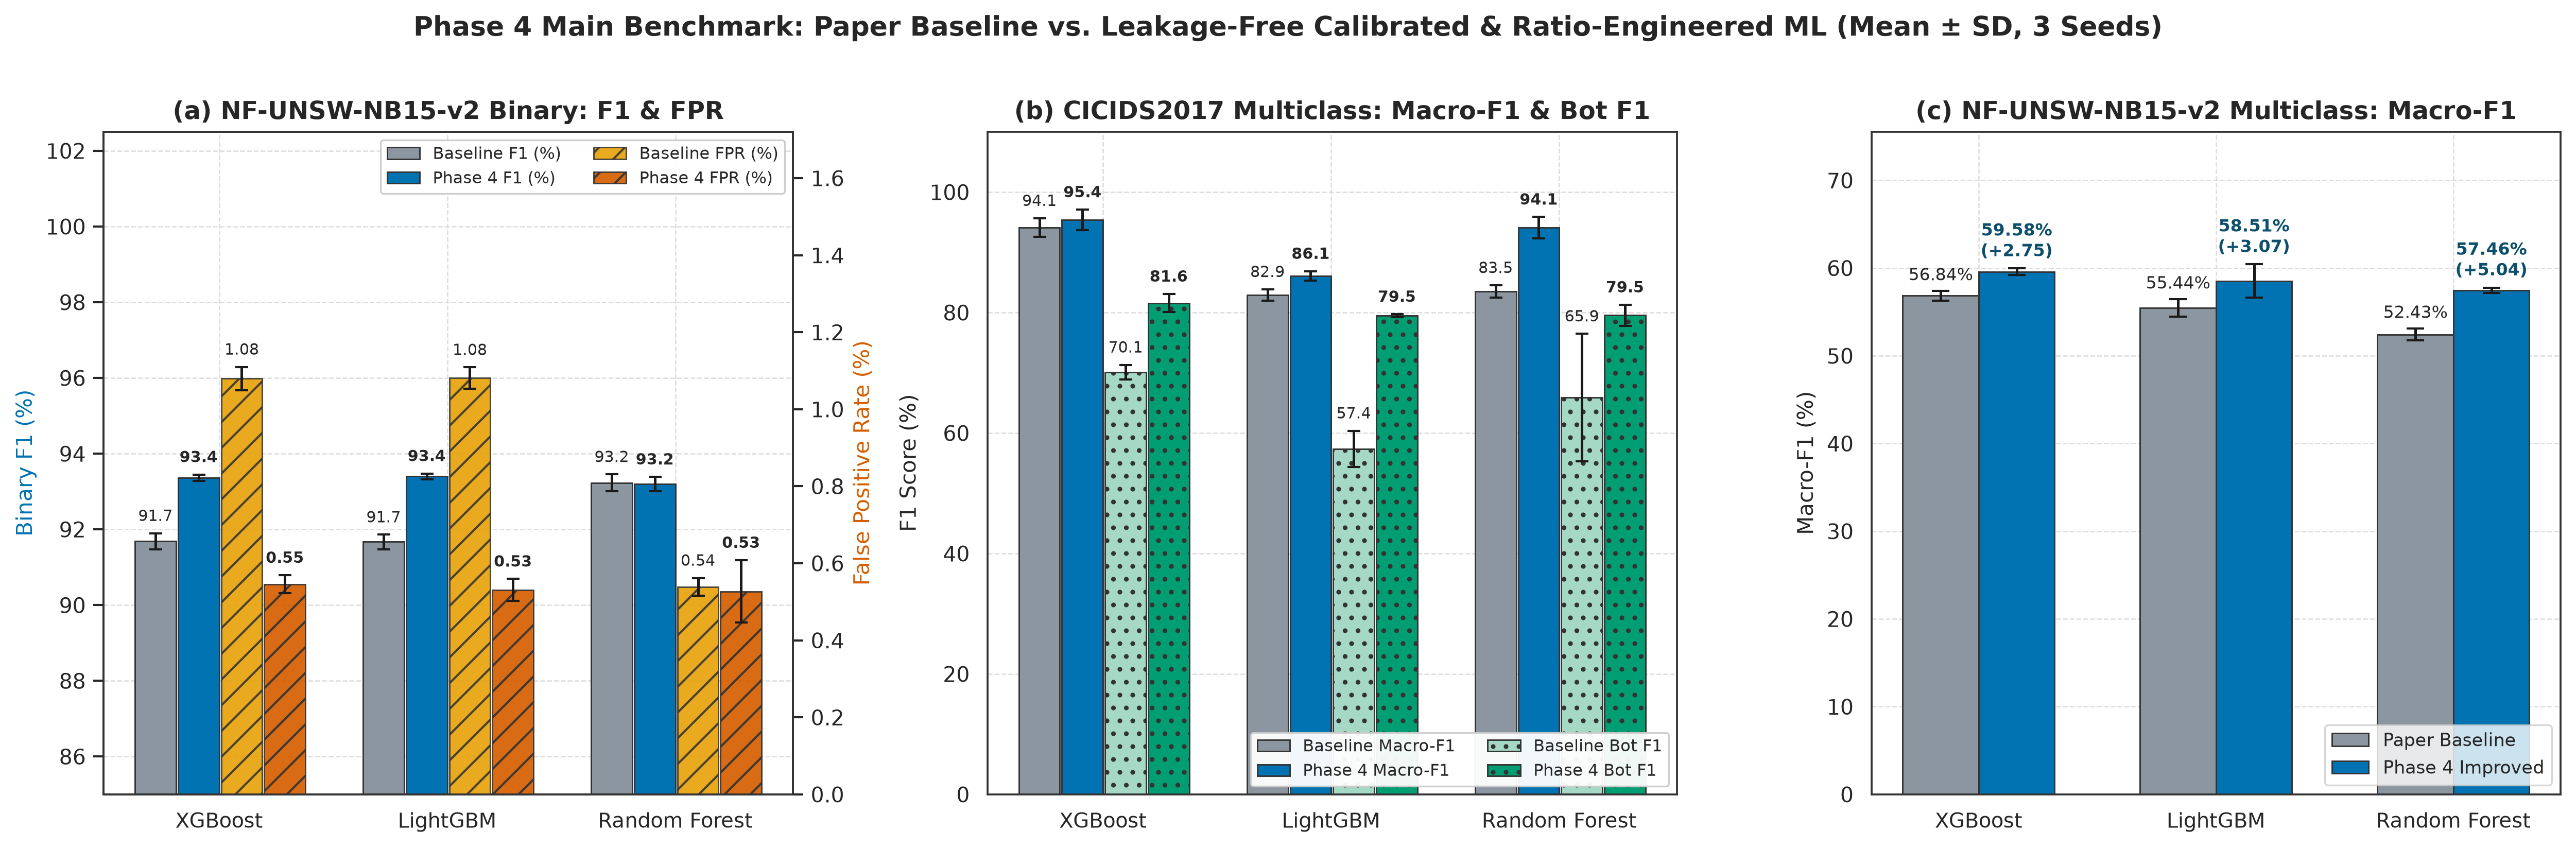 Phase 4 Main Benchmark: Paper Baseline vs. Leakage-Free Calibrated & Ratio-Engineered ML (Mean ± SD, 3 Seeds)
(a) NF-UNSW-NB15-v2 Binary: F1 & FPR
Baseline F1 (%)
Phase 4 F1 (%)
Baseline FPR (%)
Phase 4 FPR (%)
Binary F1 (%)
102
100
98
96
94
92
90
88
86
91.7
93.4
1.08
0.55
91.7
93.4
1.08
0.53
93.2
93.2
0.54
0.53
1.6
1.4
1.2
1.0
0.8
0.6
0.4
0.2
0.0
False Positive Rate (%)
XGBoost
LightGBM
Random Forest
(b) CICIDS2017 Multiclass: Macro-F1 & Bot F1
F1 Score (%)
100
80
60
40
20
0
94.1
95.4
70.1
81.6
82.9
86.1
57.4
79.5
83.5
94.1
65.9
79.5
Baseline Macro-F1
Phase 4 Macro-F1
Baseline Bot F1
Phase 4 Bot F1
XGBoost
LightGBM
Random Forest
(c) NF-UNSW-NB15-v2 Multiclass: Macro-F1
Macro-F1 (%)
70
60
50
40
30
20
10
0
56.84%
59.58%
(+2.75)
55.44%
58.51%
(+3.07)
52.43%
57.46%
(+5.04)
Paper Baseline
Phase 4 Improved
XGBoost
LightGBM
Random Forest